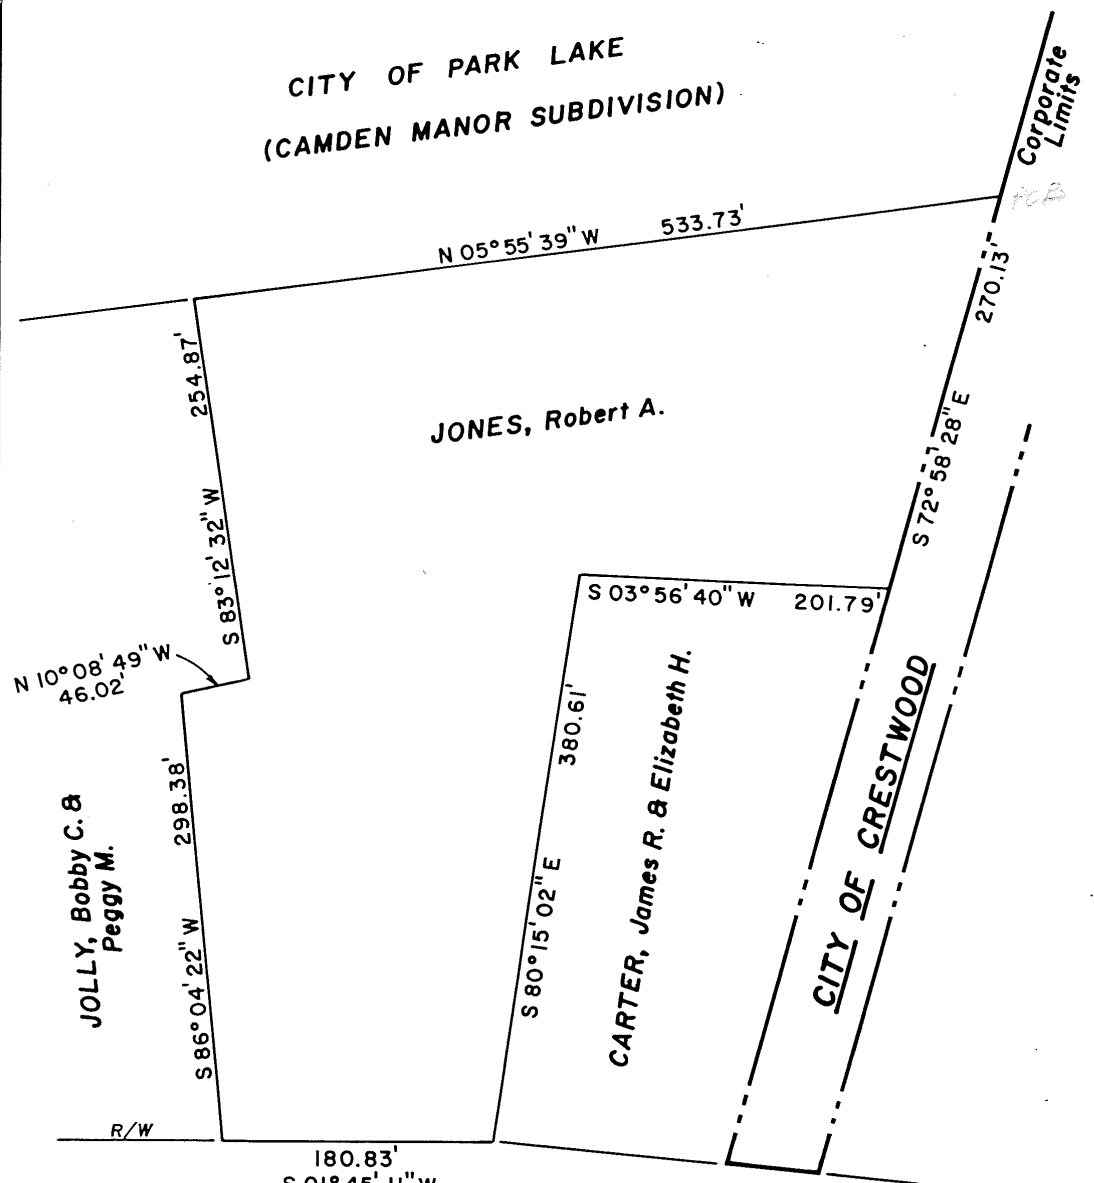 CITY OF PARK LAKE
(CAMDEN MANOR SUBDIVISION)
Corporate
Limits
N 05° 55' 39" W 533.73'
270.13'
S 72° 58' 28" E
254.87'
S 83° 12' 32" W
JONES, Robert A.
S 03° 56' 40" W 201.79'
N 10° 08' 49" W
46.02'
298.38'
S 86° 04' 22" W
JOLLY, Bobby C. &
Peggy M.
380.61'
S 80° 15' 02" E
CARTER, James R. & Elizabeth H.
CITY OF CRESTWOOD
R/W
180.83'
S 01° 45' 11" W